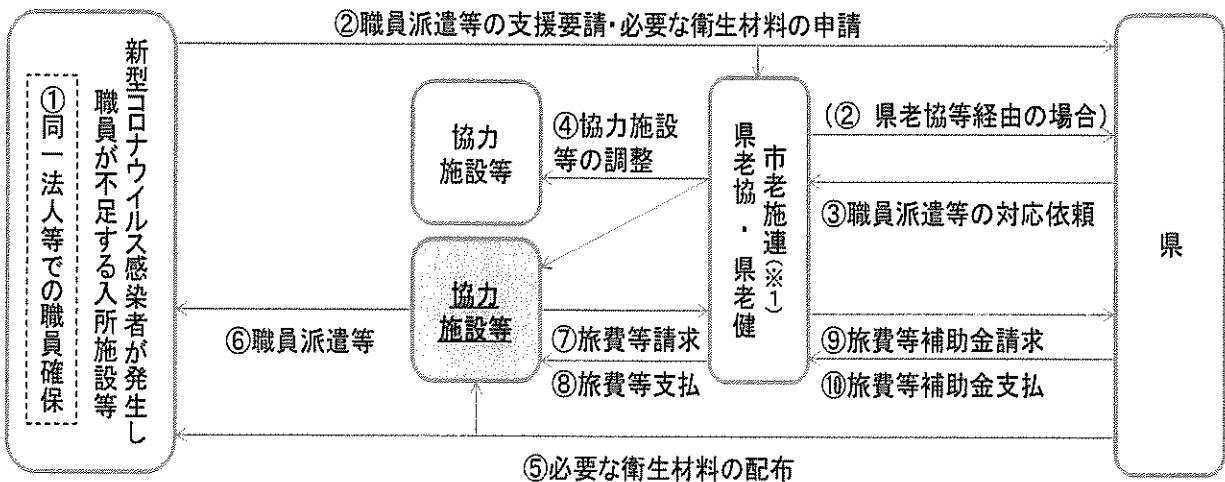 ②職員派遣等の支援要請・必要な衛生材料の申請
新型コロナウイルス感染者が発生し
職員が不足する入所施設等
①同一法人等での職員確保
協力
施設等
④協力施設
等の調整
市老施連(※1)
県老協・県老健
(② 県老協等経由の場合)
③職員派遣等の対応依頼
県
協力
施設等
⑥職員派遣等
⑦旅費等請求
⑧旅費等支払
⑨旅費等補助金請求
⑩旅費等補助金支払
⑤必要な衛生材料の配布